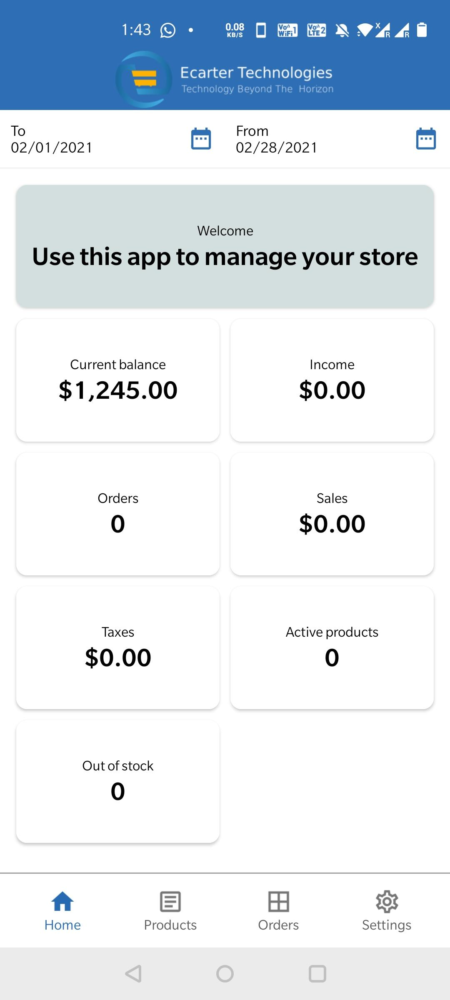 1:43
0.08
KB/S
Vo
WiFi 1
Vo
LTE 2
X
R
R
Ecarter Technologies
Technology Beyond The Horizon
To
02/01/2021
From
02/28/2021
Welcome
Use this app to manage your store
Current balance
$1,245.00
Income
$0.00
Orders
0
Sales
$0.00
Taxes
$0.00
Active products
0
Out of stock
0
Home
Products
Orders
Settings